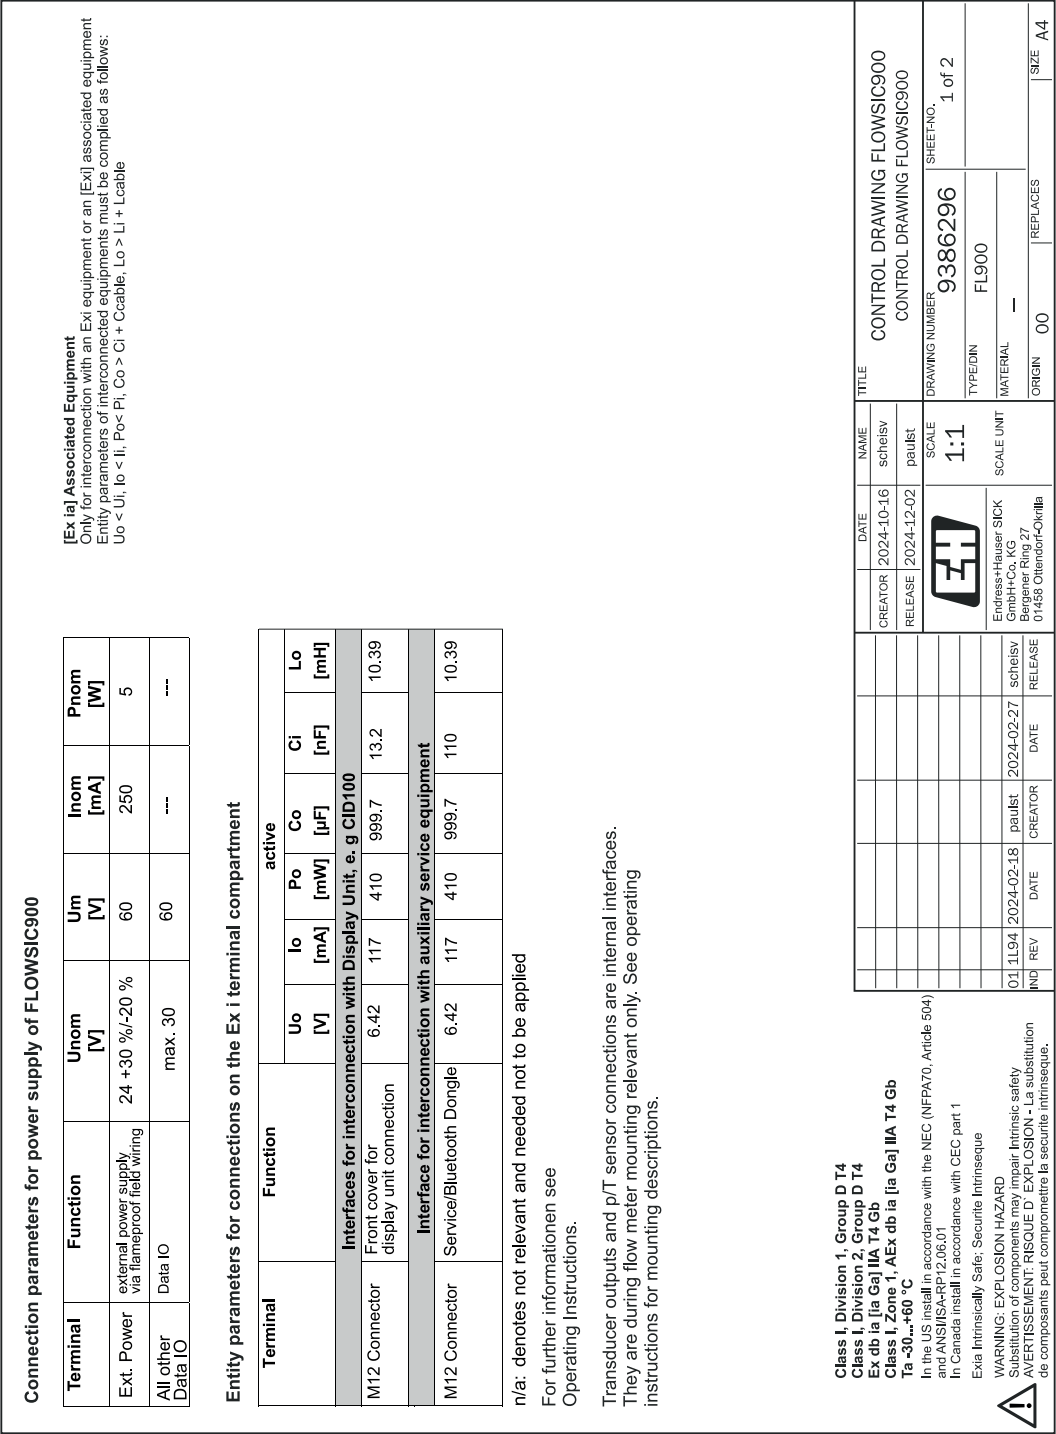 Connection parameters for power supply of FLOWSIC900
Terminal Function Unom [V] Um [V] Inom [mA] Pnom [W]
Ext. Power external power supply via flameproof field wiring 24 +30 %/-20 % 60 250 5
All other Data IO Data IO max. 30 60 --- ---
[Ex ia] Associated Equipment
Only for interconnection with an Exi equipment or an [Exi] associated equipment
Entity parameters of interconnected equipments must be complied as follows:
Uo < Ui, Io < Ii, Po< Pi, Co > Ci + Ccable, Lo > Li + Lcable
Entity parameters for connections on the Ex i terminal compartment
Terminal Function active
Uo [V] Io [mA] Po [mW] Co [µF] Ci [nF] Lo [mH]
Interfaces for interconnection with Display Unit, e. g CID100
M12 Connector Front cover for display unit connection 6.42 117 410 999.7 13.2 10.39
Interface for interconnection with auxiliary service equipment
M12 Connector Service/Bluetooth Dongle 6.42 117 410 999.7 110 10.39
n/a: denotes not relevant and needed not to be applied
For further informationen see
Operating Instructions.
Transducer outputs and p/T sensor connections are internal interfaces.
They are during flow meter mounting relevant only. See operating
instructions for mounting descriptions.
Class I, Division 1, Group D T4
Class I, Division 2, Group D T4
Ex db ia [ia Ga] IIA T4 Gb
Class I, Zone 1, AEx db ia [ia Ga] IIA T4 Gb
Ta -30...+60 °C
In the US install in accordance with the NEC (NFPA70, Article 504)
and ANSI/ISA-RP12.06.01
In Canada install in accordance with CEC part 1
Exia Intrinsically Safe; Securite Intrinseque
WARNING: EXPLOSION HAZARD
Substitution of components may impair Intrinsic safety
AVERTISSEMENT: RISQUE D` EXPLOSION - La substitution
de composants peut compromettre la securite intrinseque.
01 1L94 2024-02-18 paulst 2024-02-27 scheisv
IND REV DATE CREATOR DATE RELEASE
DATE NAME
CREATOR 2024-10-16 scheisv
RELEASE 2024-12-02 paulst
EH
Endress+Hauser SICK
GmbH+Co. KG
Bergener Ring 27
01458 Ottendorf-Okrilla
SCALE
1:1
SCALE UNIT
TITLE
CONTROL DRAWING FLOWSIC900
CONTROL DRAWING FLOWSIC900
DRAWING NUMBER
9386296
SHEET-NO.
1 of 2
TYPE/DIN
FL900
MATERIAL
—
ORIGIN 00
REPLACES
SIZE A4